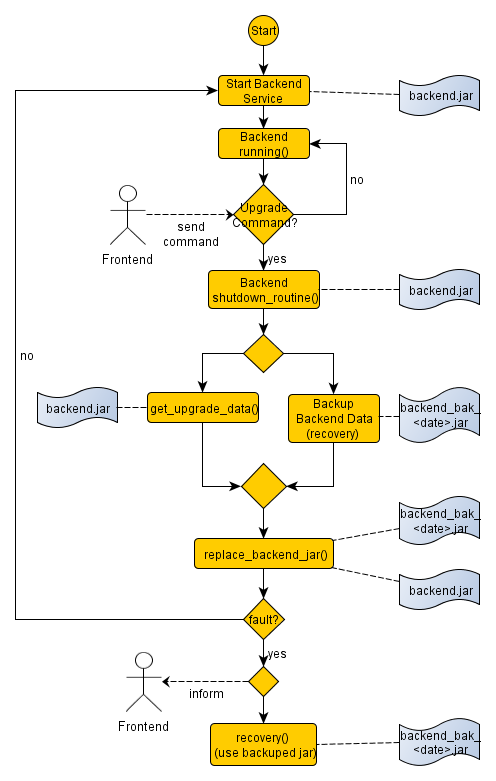 Start
Start Backend
Service
backend.jar
Backend
running()
no
Upgrade
Command?
send
command
Frontend
yes
Backend
shutdown_routine()
backend.jar
no
backend.jar
get_upgrade_data()
Backup
Backend Data
(recovery)
backend_bak_
<date>.jar
backend_bak_
<date>.jar
replace_backend_jar()
backend.jar
fault?
yes
inform
Frontend
recovery()
(use backuped jar)
backend_bak_
<date>.jar